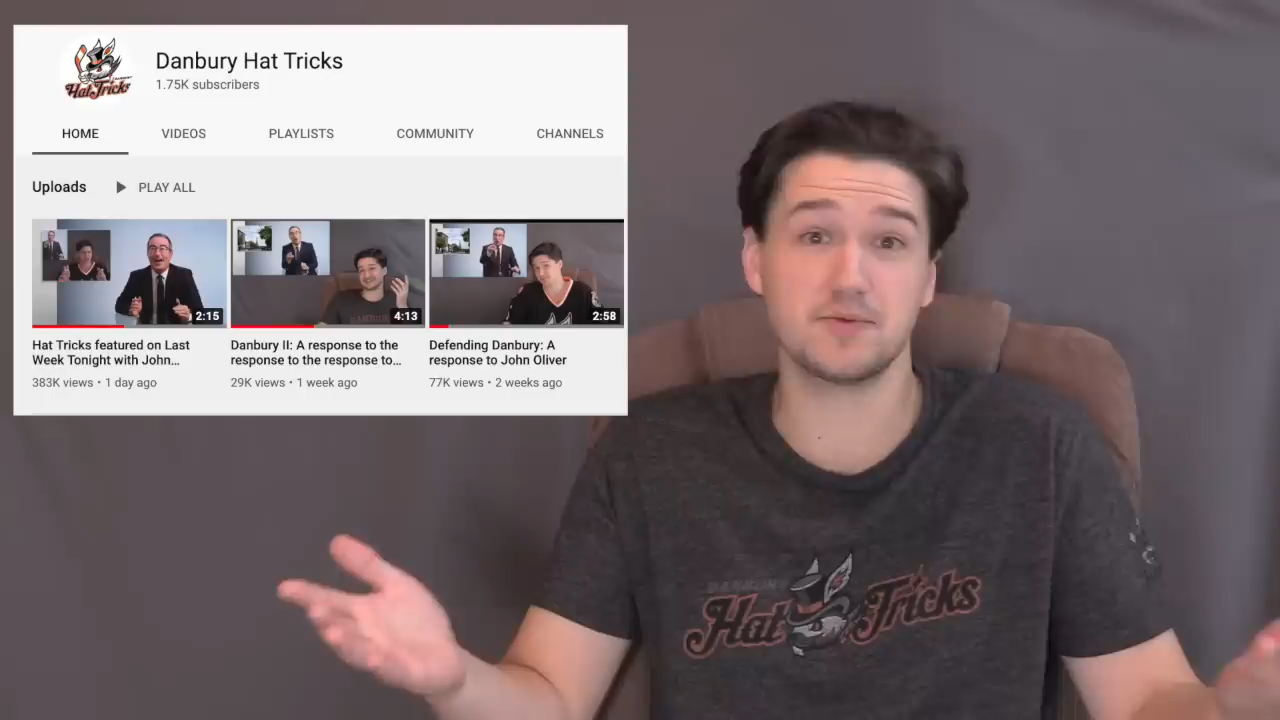 Danbury Hat Tricks
1.75K subscribers
HOME VIDEOS PLAYLISTS COMMUNITY CHANNELS
Uploads PLAY ALL
2:15 4:13 2:58
Hat Tricks featured on Last Week Tonight with John...
383K views • 1 day ago
Danbury II: A response to the response to the response to...
29K views • 1 week ago
Defending Danbury: A response to John Oliver
77K views • 2 weeks ago
Hat Tricks
DANBURY
Hat Tricks